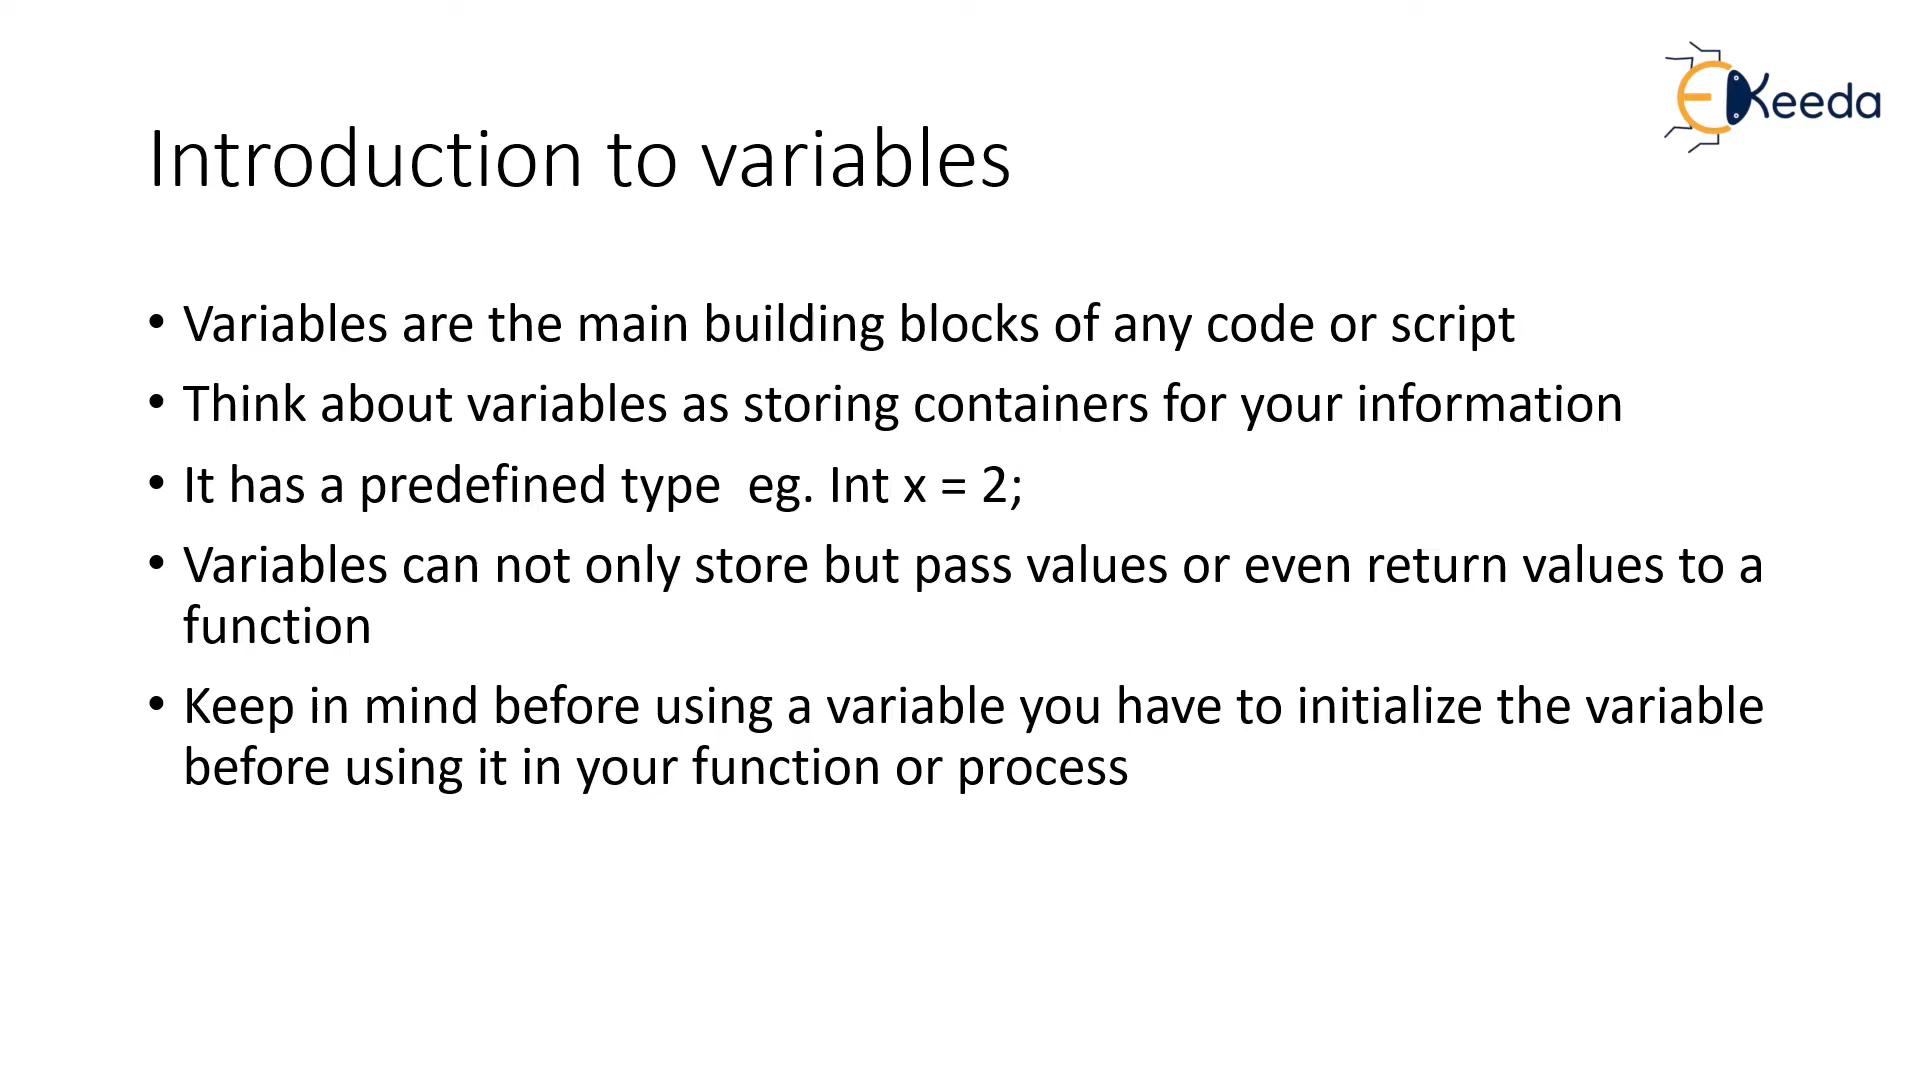 EKeeda
Introduction to variables
• Variables are the main building blocks of any code or script
• Think about variables as storing containers for your information
• It has a predefined type  eg. Int x = 2;
• Variables can not only store but pass values or even return values to a
function
• Keep in mind before using a variable you have to initialize the variable
before using it in your function or process